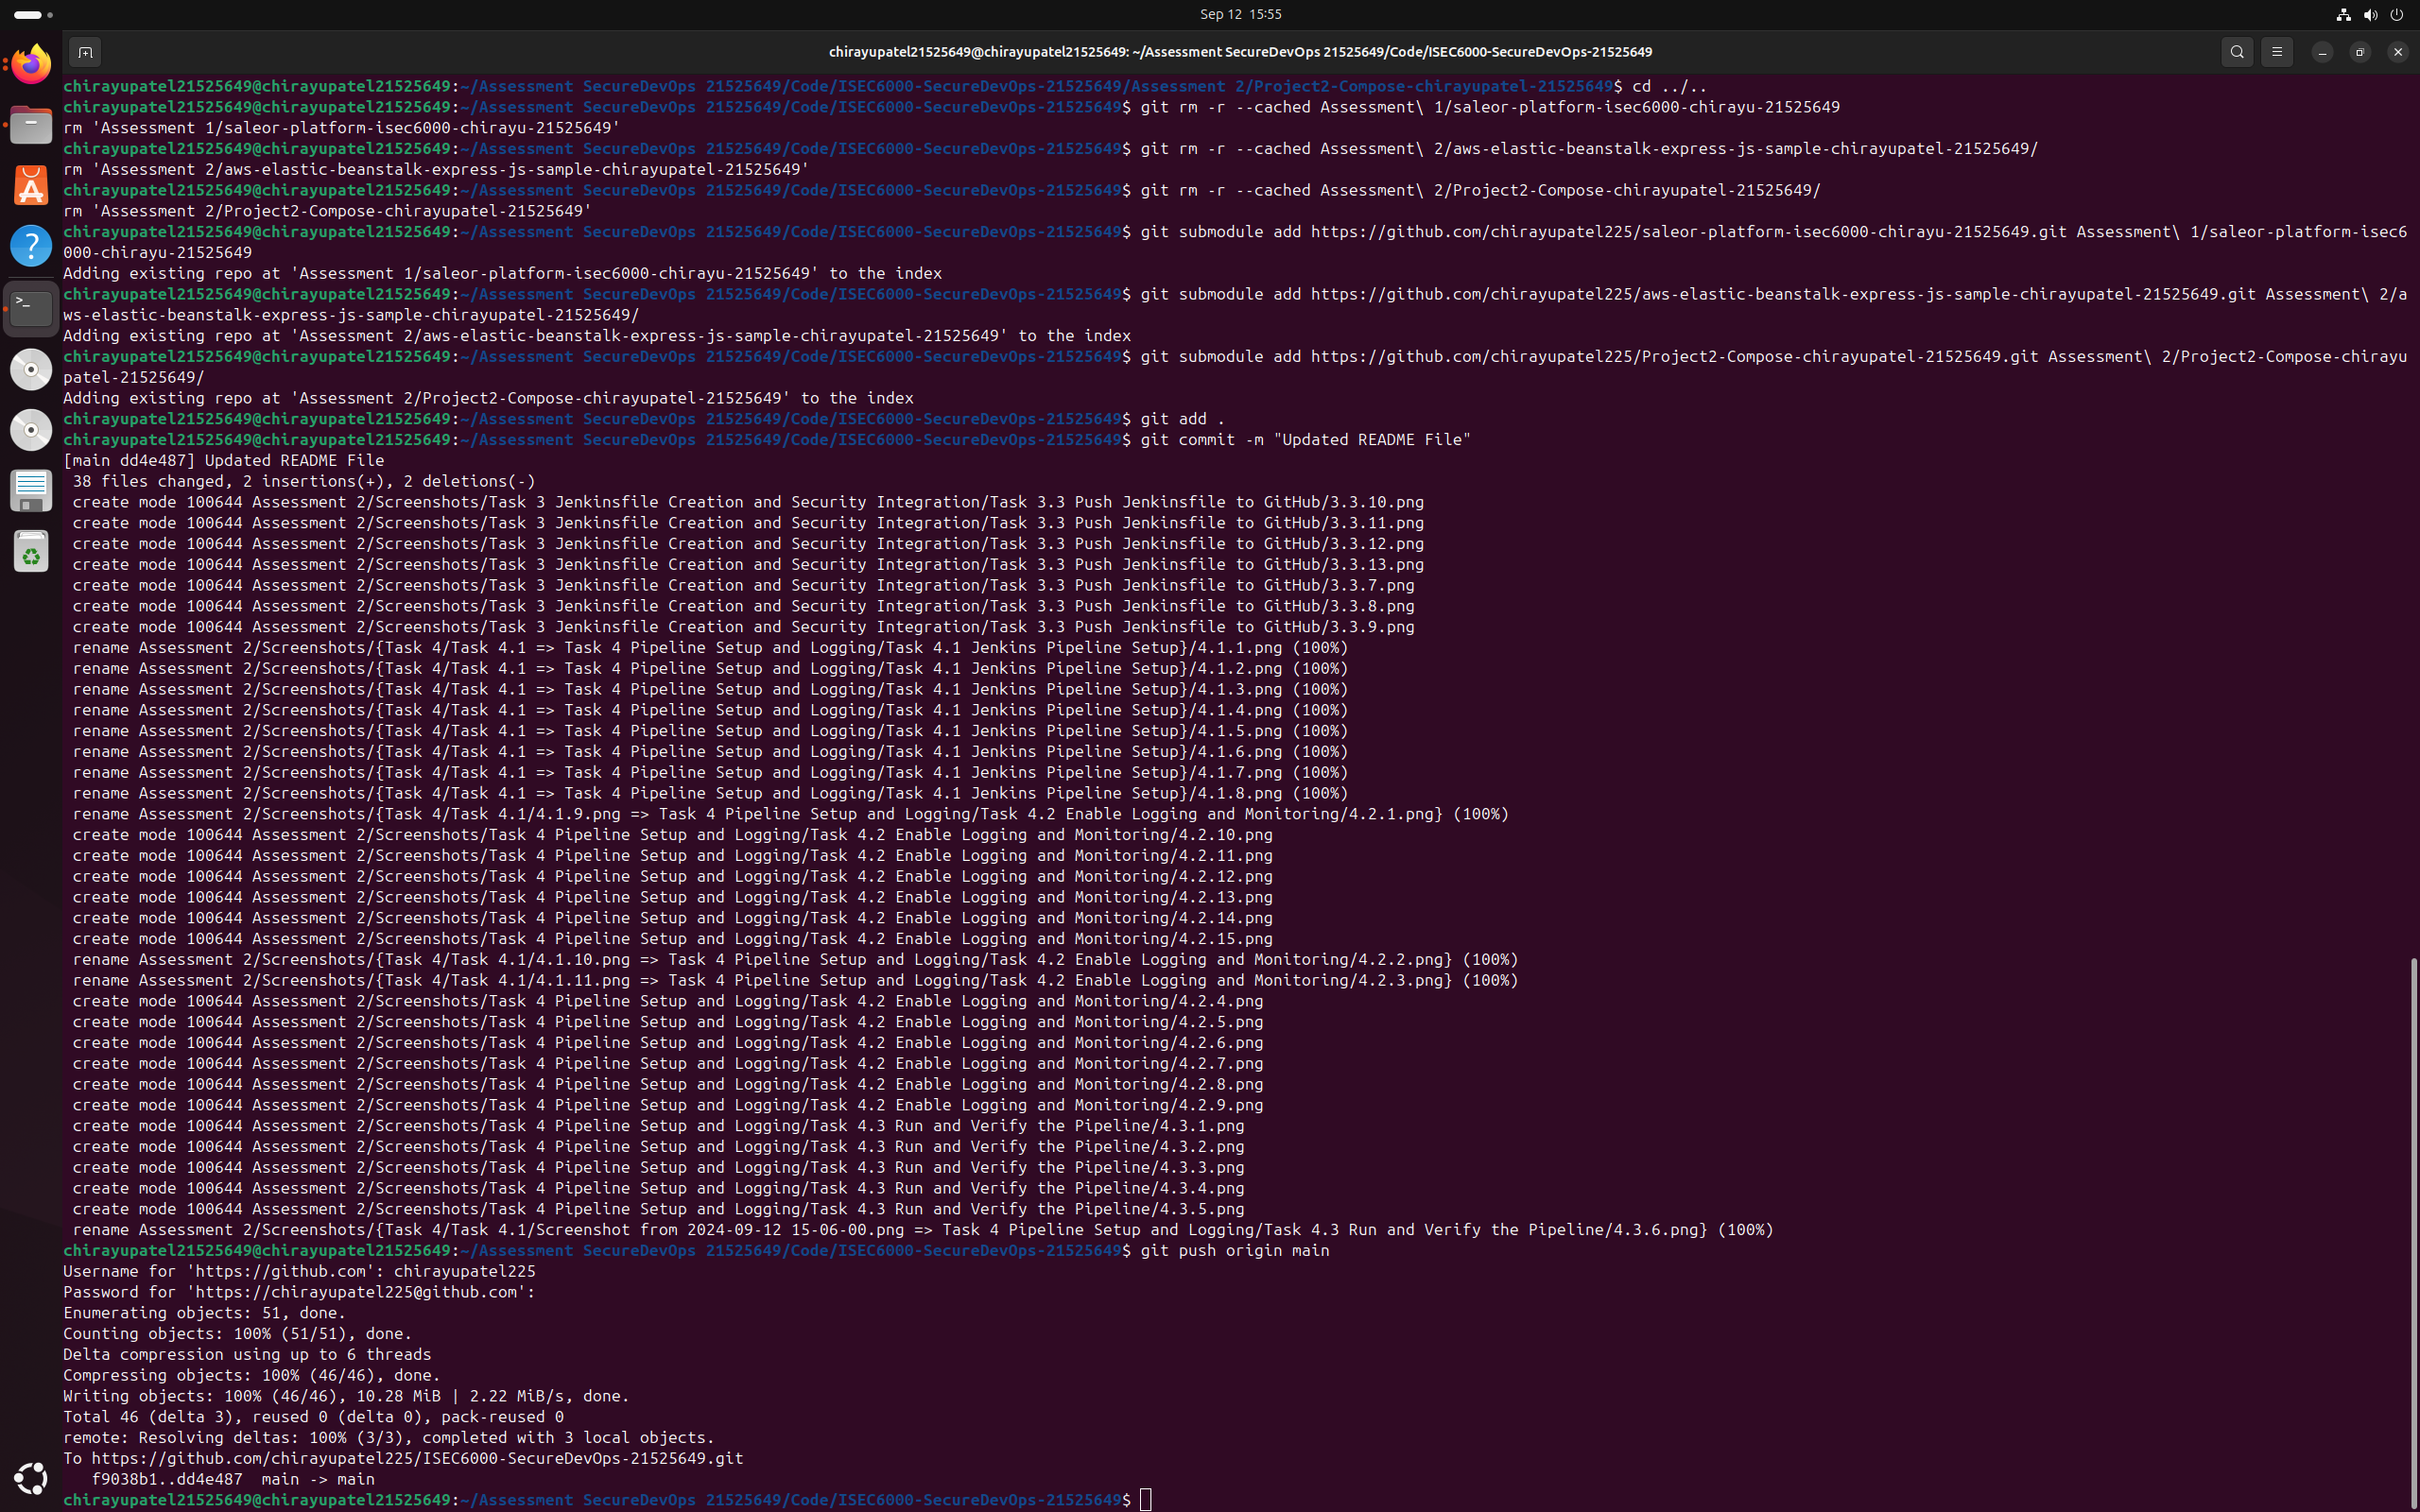 Sep 12 15:55
chirayupatel21525649@chirayupatel21525649: ~/Assessment SecureDevOps 21525649/Code/ISEC6000-SecureDevOps-21525649
chirayupatel21525649@chirayupatel21525649:~/Assessment SecureDevOps 21525649/Code/ISEC6000-SecureDevOps-21525649/Assessment 2/Project2-Compose-chirayupatel-21525649$ cd ../..
chirayupatel21525649@chirayupatel21525649:~/Assessment SecureDevOps 21525649/Code/ISEC6000-SecureDevOps-21525649$ git rm -r --cached Assessment\ 1/saleor-platform-isec6000-chirayu-21525649
rm 'Assessment 1/saleor-platform-isec6000-chirayu-21525649'
chirayupatel21525649@chirayupatel21525649:~/Assessment SecureDevOps 21525649/Code/ISEC6000-SecureDevOps-21525649$ git rm -r --cached Assessment\ 2/aws-elastic-beanstalk-express-js-sample-chirayupatel-21525649/
rm 'Assessment 2/aws-elastic-beanstalk-express-js-sample-chirayupatel-21525649'
chirayupatel21525649@chirayupatel21525649:~/Assessment SecureDevOps 21525649/Code/ISEC6000-SecureDevOps-21525649$ git rm -r --cached Assessment\ 2/Project2-Compose-chirayupatel-21525649/
rm 'Assessment 2/Project2-Compose-chirayupatel-21525649'
chirayupatel21525649@chirayupatel21525649:~/Assessment SecureDevOps 21525649/Code/ISEC6000-SecureDevOps-21525649$ git submodule add https://github.com/chirayupatel225/saleor-platform-isec6000-chirayu-21525649.git Assessment\ 1/saleor-platform-isec6
000-chirayu-21525649
Adding existing repo at 'Assessment 1/saleor-platform-isec6000-chirayu-21525649' to the index
chirayupatel21525649@chirayupatel21525649:~/Assessment SecureDevOps 21525649/Code/ISEC6000-SecureDevOps-21525649$ git submodule add https://github.com/chirayupatel225/aws-elastic-beanstalk-express-js-sample-chirayupatel-21525649.git Assessment\ 2/a
ws-elastic-beanstalk-express-js-sample-chirayupatel-21525649/
Adding existing repo at 'Assessment 2/aws-elastic-beanstalk-express-js-sample-chirayupatel-21525649' to the index
chirayupatel21525649@chirayupatel21525649:~/Assessment SecureDevOps 21525649/Code/ISEC6000-SecureDevOps-21525649$ git submodule add https://github.com/chirayupatel225/Project2-Compose-chirayupatel-21525649.git Assessment\ 2/Project2-Compose-chirayu
patel-21525649/
Adding existing repo at 'Assessment 2/Project2-Compose-chirayupatel-21525649' to the index
chirayupatel21525649@chirayupatel21525649:~/Assessment SecureDevOps 21525649/Code/ISEC6000-SecureDevOps-21525649$ git add .
chirayupatel21525649@chirayupatel21525649:~/Assessment SecureDevOps 21525649/Code/ISEC6000-SecureDevOps-21525649$ git commit -m "Updated README File"
[main dd4e487] Updated README File
38 files changed, 2 insertions(+), 2 deletions(-)
create mode 100644 Assessment 2/Screenshots/Task 3 Jenkinsfile Creation and Security Integration/Task 3.3 Push Jenkinsfile to GitHub/3.3.10.png
create mode 100644 Assessment 2/Screenshots/Task 3 Jenkinsfile Creation and Security Integration/Task 3.3 Push Jenkinsfile to GitHub/3.3.11.png
create mode 100644 Assessment 2/Screenshots/Task 3 Jenkinsfile Creation and Security Integration/Task 3.3 Push Jenkinsfile to GitHub/3.3.12.png
create mode 100644 Assessment 2/Screenshots/Task 3 Jenkinsfile Creation and Security Integration/Task 3.3 Push Jenkinsfile to GitHub/3.3.13.png
create mode 100644 Assessment 2/Screenshots/Task 3 Jenkinsfile Creation and Security Integration/Task 3.3 Push Jenkinsfile to GitHub/3.3.7.png
create mode 100644 Assessment 2/Screenshots/Task 3 Jenkinsfile Creation and Security Integration/Task 3.3 Push Jenkinsfile to GitHub/3.3.8.png
create mode 100644 Assessment 2/Screenshots/Task 3 Jenkinsfile Creation and Security Integration/Task 3.3 Push Jenkinsfile to GitHub/3.3.9.png
rename Assessment 2/Screenshots/{Task 4/Task 4.1 => Task 4 Pipeline Setup and Logging/Task 4.1 Jenkins Pipeline Setup}/4.1.1.png (100%)
rename Assessment 2/Screenshots/{Task 4/Task 4.1 => Task 4 Pipeline Setup and Logging/Task 4.1 Jenkins Pipeline Setup}/4.1.2.png (100%)
rename Assessment 2/Screenshots/{Task 4/Task 4.1 => Task 4 Pipeline Setup and Logging/Task 4.1 Jenkins Pipeline Setup}/4.1.3.png (100%)
rename Assessment 2/Screenshots/{Task 4/Task 4.1 => Task 4 Pipeline Setup and Logging/Task 4.1 Jenkins Pipeline Setup}/4.1.4.png (100%)
rename Assessment 2/Screenshots/{Task 4/Task 4.1 => Task 4 Pipeline Setup and Logging/Task 4.1 Jenkins Pipeline Setup}/4.1.5.png (100%)
rename Assessment 2/Screenshots/{Task 4/Task 4.1 => Task 4 Pipeline Setup and Logging/Task 4.1 Jenkins Pipeline Setup}/4.1.6.png (100%)
rename Assessment 2/Screenshots/{Task 4/Task 4.1 => Task 4 Pipeline Setup and Logging/Task 4.1 Jenkins Pipeline Setup}/4.1.7.png (100%)
rename Assessment 2/Screenshots/{Task 4/Task 4.1 => Task 4 Pipeline Setup and Logging/Task 4.1 Jenkins Pipeline Setup}/4.1.8.png (100%)
rename Assessment 2/Screenshots/{Task 4/Task 4.1/4.1.9.png => Task 4 Pipeline Setup and Logging/Task 4.2 Enable Logging and Monitoring/4.2.1.png} (100%)
create mode 100644 Assessment 2/Screenshots/Task 4 Pipeline Setup and Logging/Task 4.2 Enable Logging and Monitoring/4.2.10.png
create mode 100644 Assessment 2/Screenshots/Task 4 Pipeline Setup and Logging/Task 4.2 Enable Logging and Monitoring/4.2.11.png
create mode 100644 Assessment 2/Screenshots/Task 4 Pipeline Setup and Logging/Task 4.2 Enable Logging and Monitoring/4.2.12.png
create mode 100644 Assessment 2/Screenshots/Task 4 Pipeline Setup and Logging/Task 4.2 Enable Logging and Monitoring/4.2.13.png
create mode 100644 Assessment 2/Screenshots/Task 4 Pipeline Setup and Logging/Task 4.2 Enable Logging and Monitoring/4.2.14.png
create mode 100644 Assessment 2/Screenshots/Task 4 Pipeline Setup and Logging/Task 4.2 Enable Logging and Monitoring/4.2.15.png
rename Assessment 2/Screenshots/{Task 4/Task 4.1/4.1.10.png => Task 4 Pipeline Setup and Logging/Task 4.2 Enable Logging and Monitoring/4.2.2.png} (100%)
rename Assessment 2/Screenshots/{Task 4/Task 4.1/4.1.11.png => Task 4 Pipeline Setup and Logging/Task 4.2 Enable Logging and Monitoring/4.2.3.png} (100%)
create mode 100644 Assessment 2/Screenshots/Task 4 Pipeline Setup and Logging/Task 4.2 Enable Logging and Monitoring/4.2.4.png
create mode 100644 Assessment 2/Screenshots/Task 4 Pipeline Setup and Logging/Task 4.2 Enable Logging and Monitoring/4.2.5.png
create mode 100644 Assessment 2/Screenshots/Task 4 Pipeline Setup and Logging/Task 4.2 Enable Logging and Monitoring/4.2.6.png
create mode 100644 Assessment 2/Screenshots/Task 4 Pipeline Setup and Logging/Task 4.2 Enable Logging and Monitoring/4.2.7.png
create mode 100644 Assessment 2/Screenshots/Task 4 Pipeline Setup and Logging/Task 4.2 Enable Logging and Monitoring/4.2.8.png
create mode 100644 Assessment 2/Screenshots/Task 4 Pipeline Setup and Logging/Task 4.2 Enable Logging and Monitoring/4.2.9.png
create mode 100644 Assessment 2/Screenshots/Task 4 Pipeline Setup and Logging/Task 4.3 Run and Verify the Pipeline/4.3.1.png
create mode 100644 Assessment 2/Screenshots/Task 4 Pipeline Setup and Logging/Task 4.3 Run and Verify the Pipeline/4.3.2.png
create mode 100644 Assessment 2/Screenshots/Task 4 Pipeline Setup and Logging/Task 4.3 Run and Verify the Pipeline/4.3.3.png
create mode 100644 Assessment 2/Screenshots/Task 4 Pipeline Setup and Logging/Task 4.3 Run and Verify the Pipeline/4.3.4.png
create mode 100644 Assessment 2/Screenshots/Task 4 Pipeline Setup and Logging/Task 4.3 Run and Verify the Pipeline/4.3.5.png
rename Assessment 2/Screenshots/{Task 4/Task 4.1/Screenshot from 2024-09-12 15-06-00.png => Task 4 Pipeline Setup and Logging/Task 4.3 Run and Verify the Pipeline/4.3.6.png} (100%)
chirayupatel21525649@chirayupatel21525649:~/Assessment SecureDevOps 21525649/Code/ISEC6000-SecureDevOps-21525649$ git push origin main
Username for 'https://github.com': chirayupatel225
Password for 'https://chirayupatel225@github.com':
Enumerating objects: 51, done.
Counting objects: 100% (51/51), done.
Delta compression using up to 6 threads
Compressing objects: 100% (46/46), done.
Writing objects: 100% (46/46), 10.28 MiB | 2.22 MiB/s, done.
Total 46 (delta 3), reused 0 (delta 0), pack-reused 0
remote: Resolving deltas: 100% (3/3), completed with 3 local objects.
To https://github.com/chirayupatel225/ISEC6000-SecureDevOps-21525649.git
f9038b1..dd4e487  main -> main
chirayupatel21525649@chirayupatel21525649:~/Assessment SecureDevOps 21525649/Code/ISEC6000-SecureDevOps-21525649$